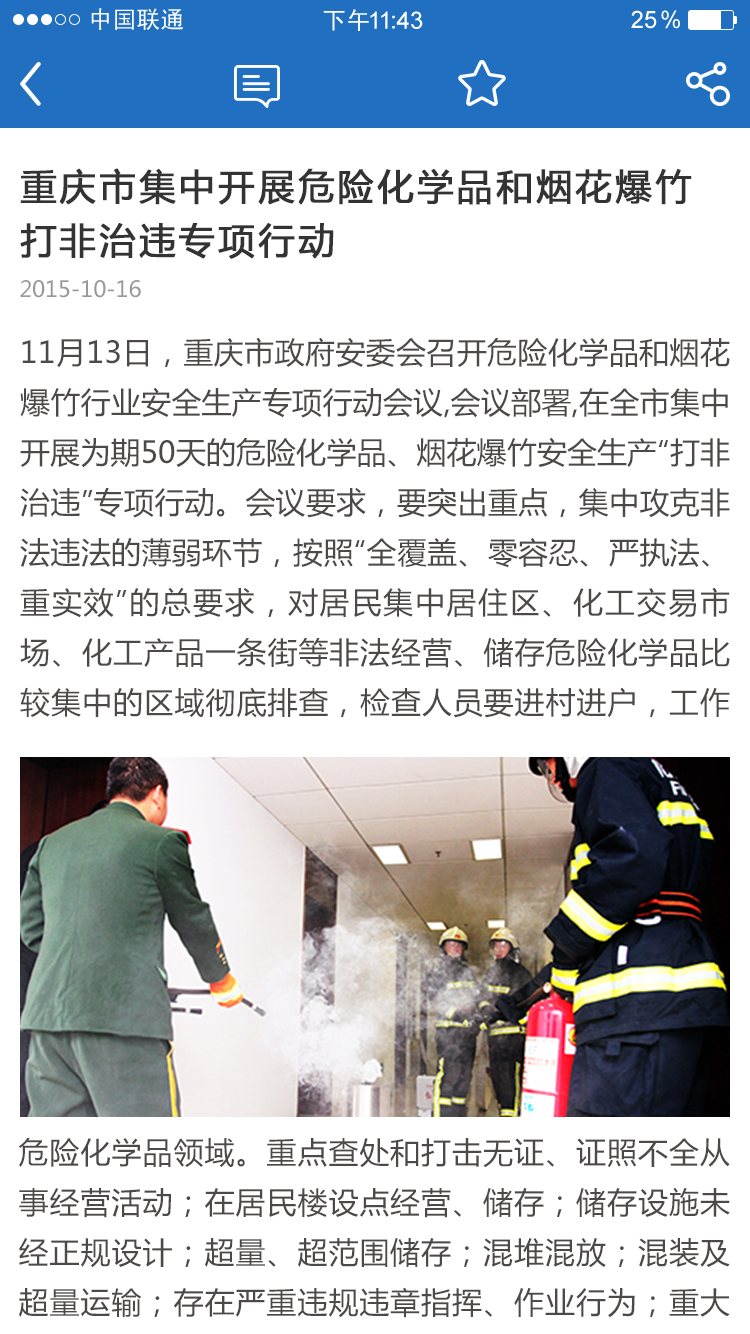 中国联通 下午11:43 25%
重庆市集中开展危险化学品和烟花爆竹
打非治违专项行动
2015-10-16
11月13日，重庆市政府安委会召开危险化学品和烟花
爆竹行业安全生产专项行动会议,会议部署,在全市集中
开展为期50天的危险化学品、烟花爆竹安全生产“打非
治违”专项行动。会议要求，要突出重点，集中攻克非
法违法的薄弱环节，按照“全覆盖、零容忍、严执法、
重实效”的总要求，对居民集中居住区、化工交易市
场、化工产品一条街等非法经营、储存危险化学品比
较集中的区域彻底排查，检查人员要进村进户，工作
危险化学品领域。重点查处和打击无证、证照不全从
事经营活动；在居民楼设点经营、储存；储存设施未
经正规设计；超量、超范围储存；混堆混放；混装及
超量运输；存在严重违规违章指挥、作业行为；重大